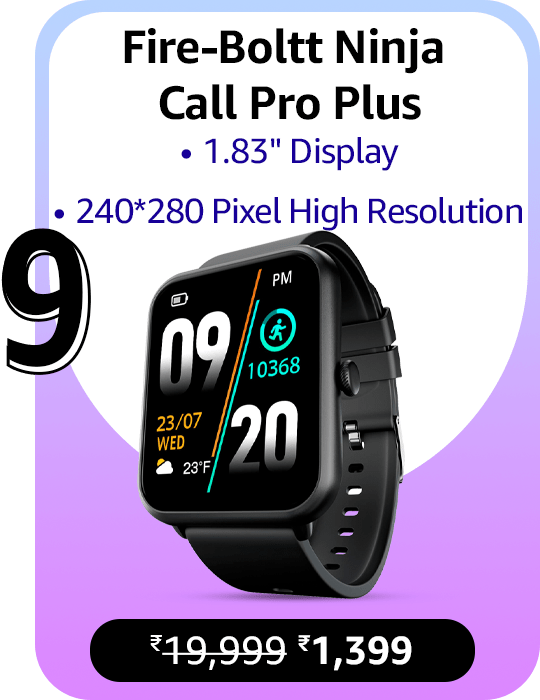 Fire-Boltt Ninja
Call Pro Plus
• 1.83" Display
• 240*280 Pixel High Resolution
9
PM
09
10368
23/07
WED
20
23°F
₹19,999 ₹1,399